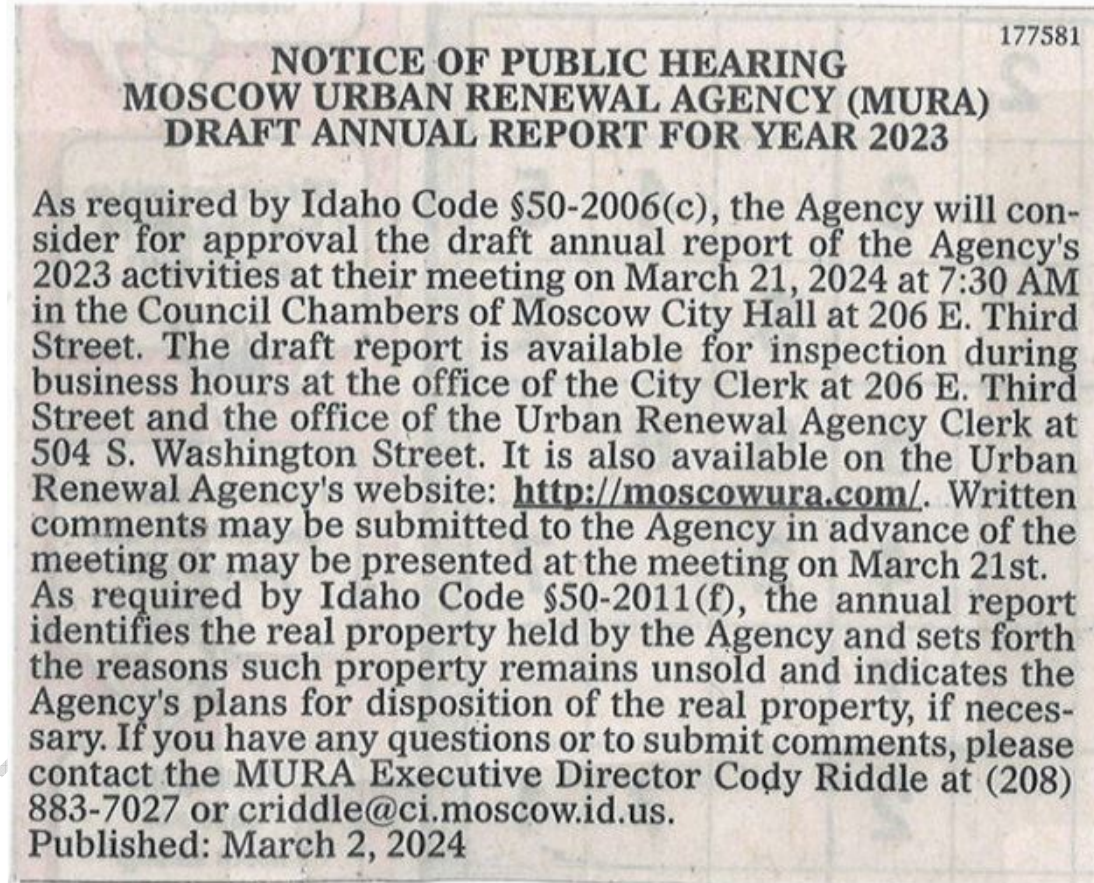 177581
NOTICE OF PUBLIC HEARING
MOSCOW URBAN RENEWAL AGENCY (MURA)
DRAFT ANNUAL REPORT FOR YEAR 2023
As required by Idaho Code §50-2006(c), the Agency will con-
sider for approval the draft annual report of the Agency's
2023 activities at their meeting on March 21, 2024 at 7:30 AM
in the Council Chambers of Moscow City Hall at 206 E. Third
Street. The draft report is available for inspection during
business hours at the office of the City Clerk at 206 E. Third
Street and the office of the Urban Renewal Agency Clerk at
504 S. Washington Street. It is also available on the Urban
Renewal Agency's website: http://moscowura.com/. Written
comments may be submitted to the Agency in advance of the
meeting or may be presented at the meeting on March 21st.
As required by Idaho Code §50-2011(f), the annual report
identifies the real property held by the Agency and sets forth
the reasons such property remains unsold and indicates the
Agency's plans for disposition of the real property, if neces-
sary. If you have any questions or to submit comments, please
contact the MURA Executive Director Cody Riddle at (208)
883-7027 or criddle@ci.moscow.id.us.
Published: March 2, 2024